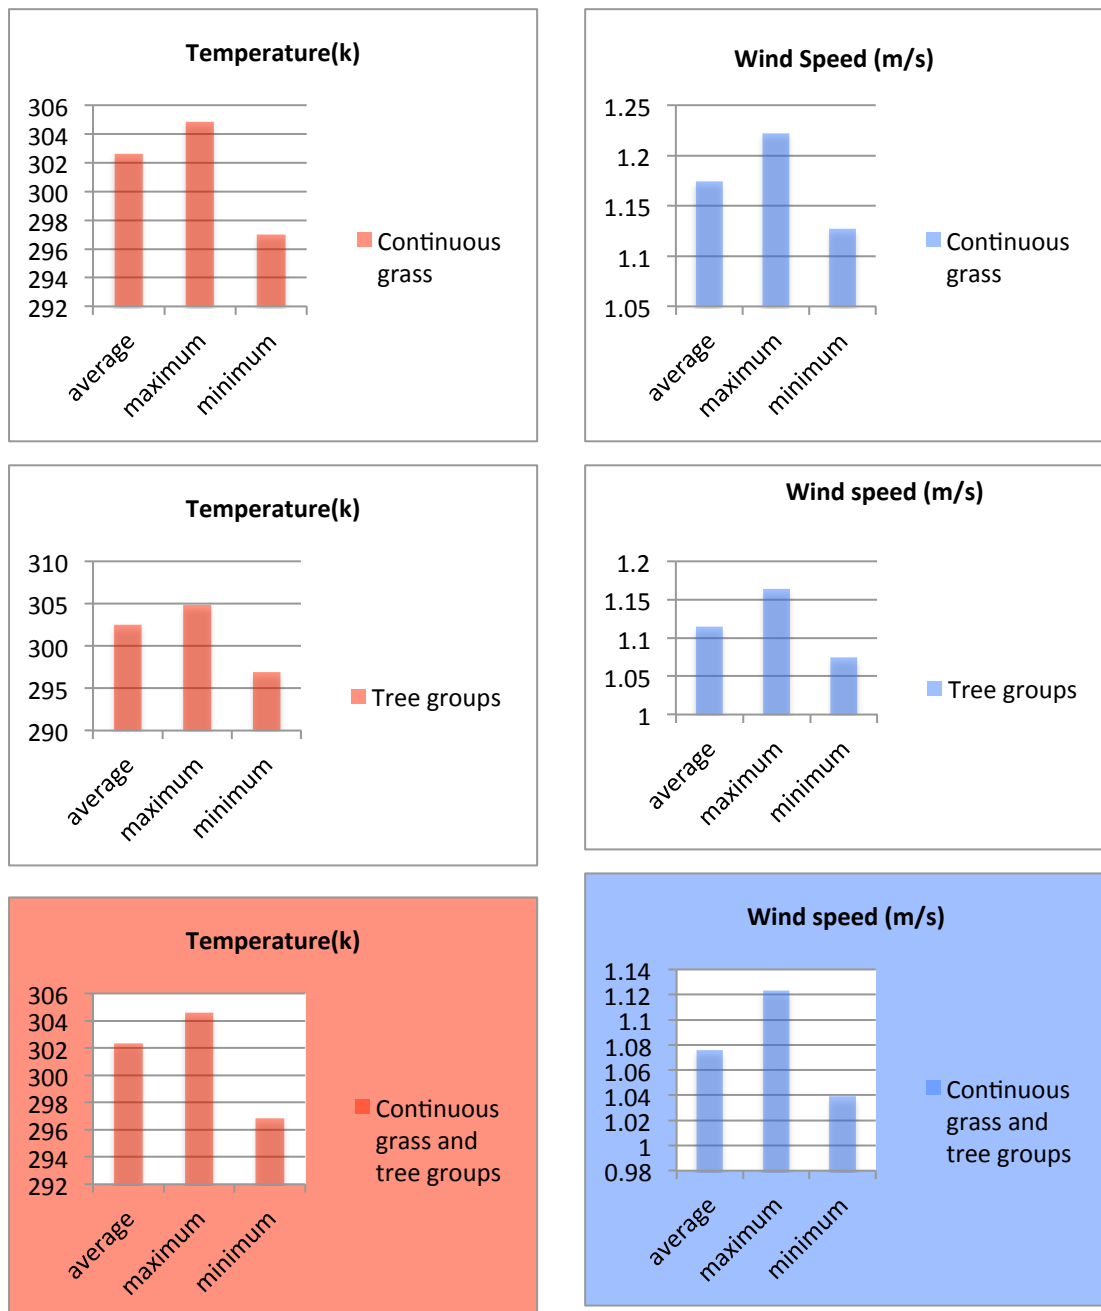 Temperature(k)
306
304
302
300
298
296
294
292
average
maximum
minimum
Continuous
grass
Wind Speed (m/s)
1.25
1.2
1.15
1.1
1.05
average
maximum
minimum
Continuous
grass
Temperature(k)
310
305
300
295
290
average
maximum
minimum
Tree groups
Wind speed (m/s)
1.2
1.15
1.1
1.05
1
average
maximum
minimum
Tree groups
Temperature(k)
306
304
302
300
298
296
294
292
average
maximum
minimum
Continuous
grass and
tree groups
Wind speed (m/s)
1.14
1.12
1.1
1.08
1.06
1.04
1.02
1
0.98
average
maximum
minimum
Continuous
grass and
tree groups